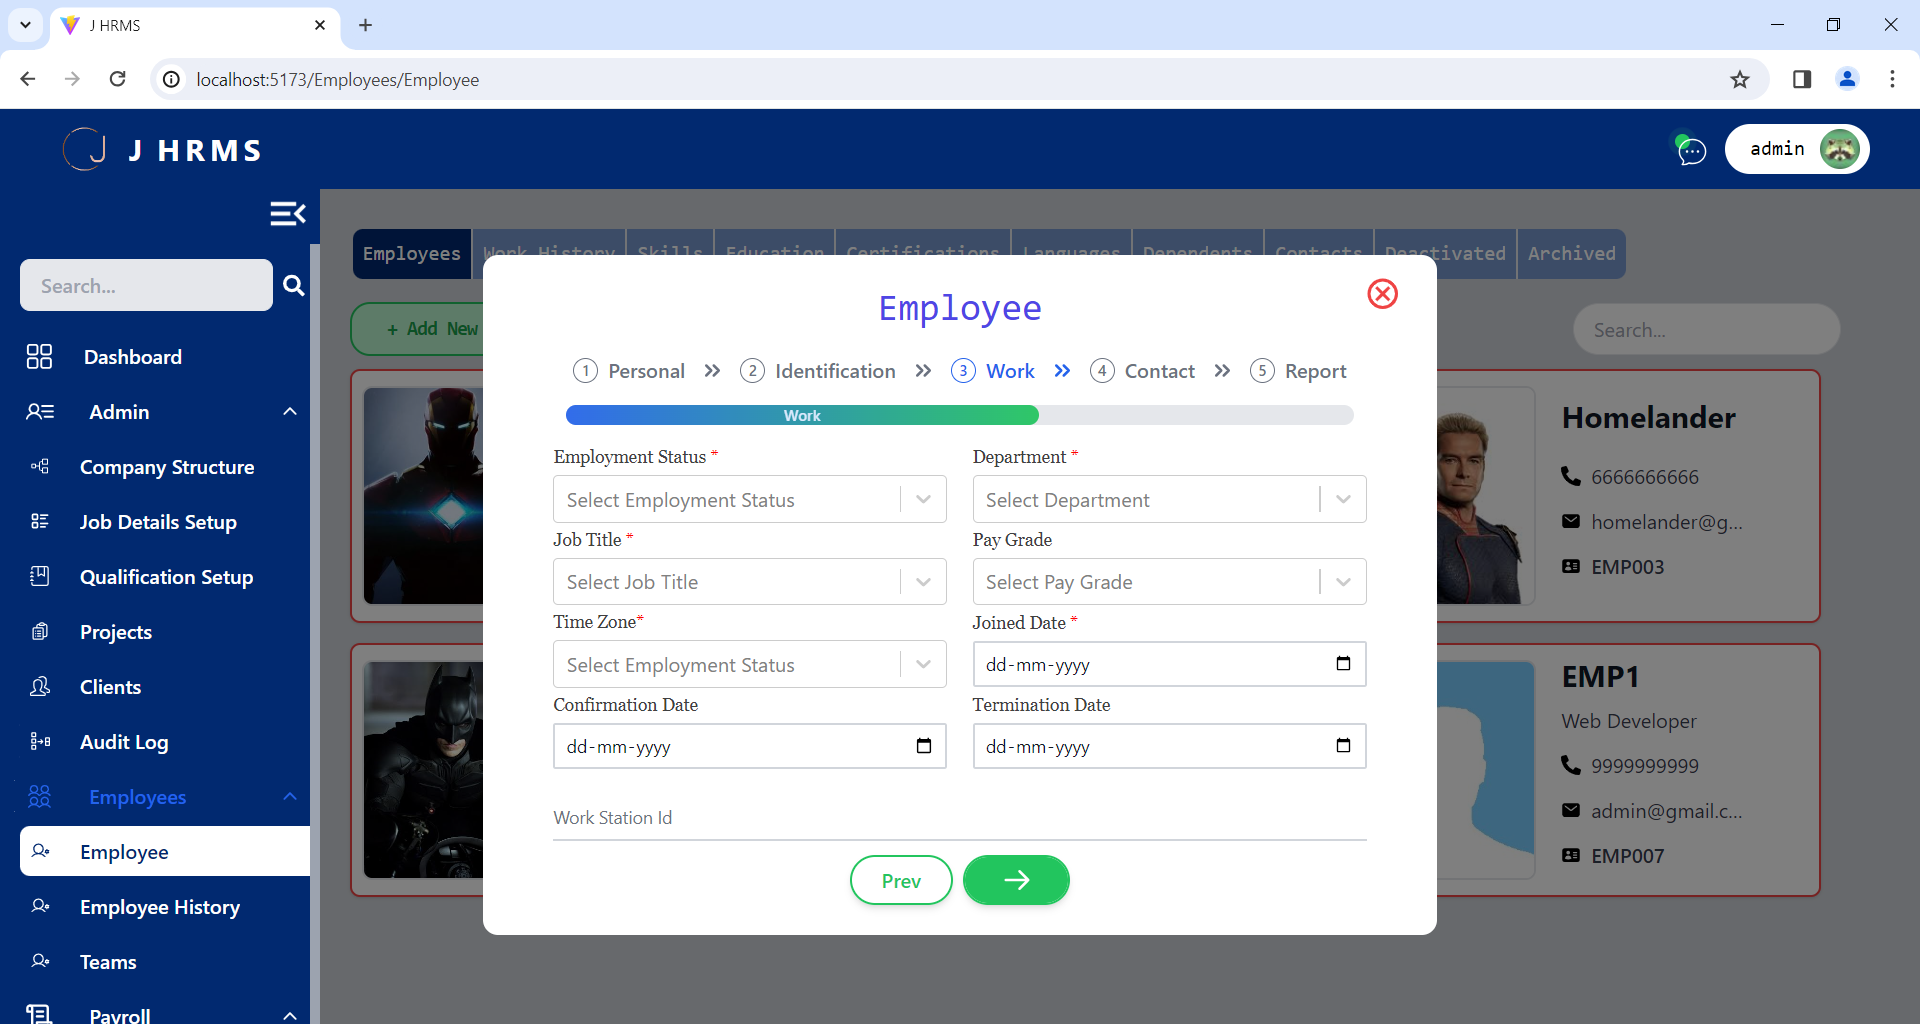 J HRMS
localhost:5173/Employees/Employee
J HRMS
admin
Search...
Dashboard
Admin
Company Structure
Job Details Setup
Qualification Setup
Projects
Clients
Audit Log
Employees
Employee
Employee History
Teams
Payroll
Employees Work History Skills Education Certifications Languages Dependents Contacts Deactivated Archived
+ Add New
Search...
Employee
1 Personal 2 Identification 3 Work 4 Contact 5 Report
Work
Employment Status * Department *
Select Employment Status Select Department
Job Title * Pay Grade
Select Job Title Select Pay Grade
Time Zone* Joined Date *
Select Employment Status dd-mm-yyyy
Confirmation Date Termination Date
dd-mm-yyyy dd-mm-yyyy
Work Station Id
Prev
Homelander
6666666666
homelander@g...
EMP003
EMP1
Web Developer
9999999999
admin@gmail.c...
EMP007